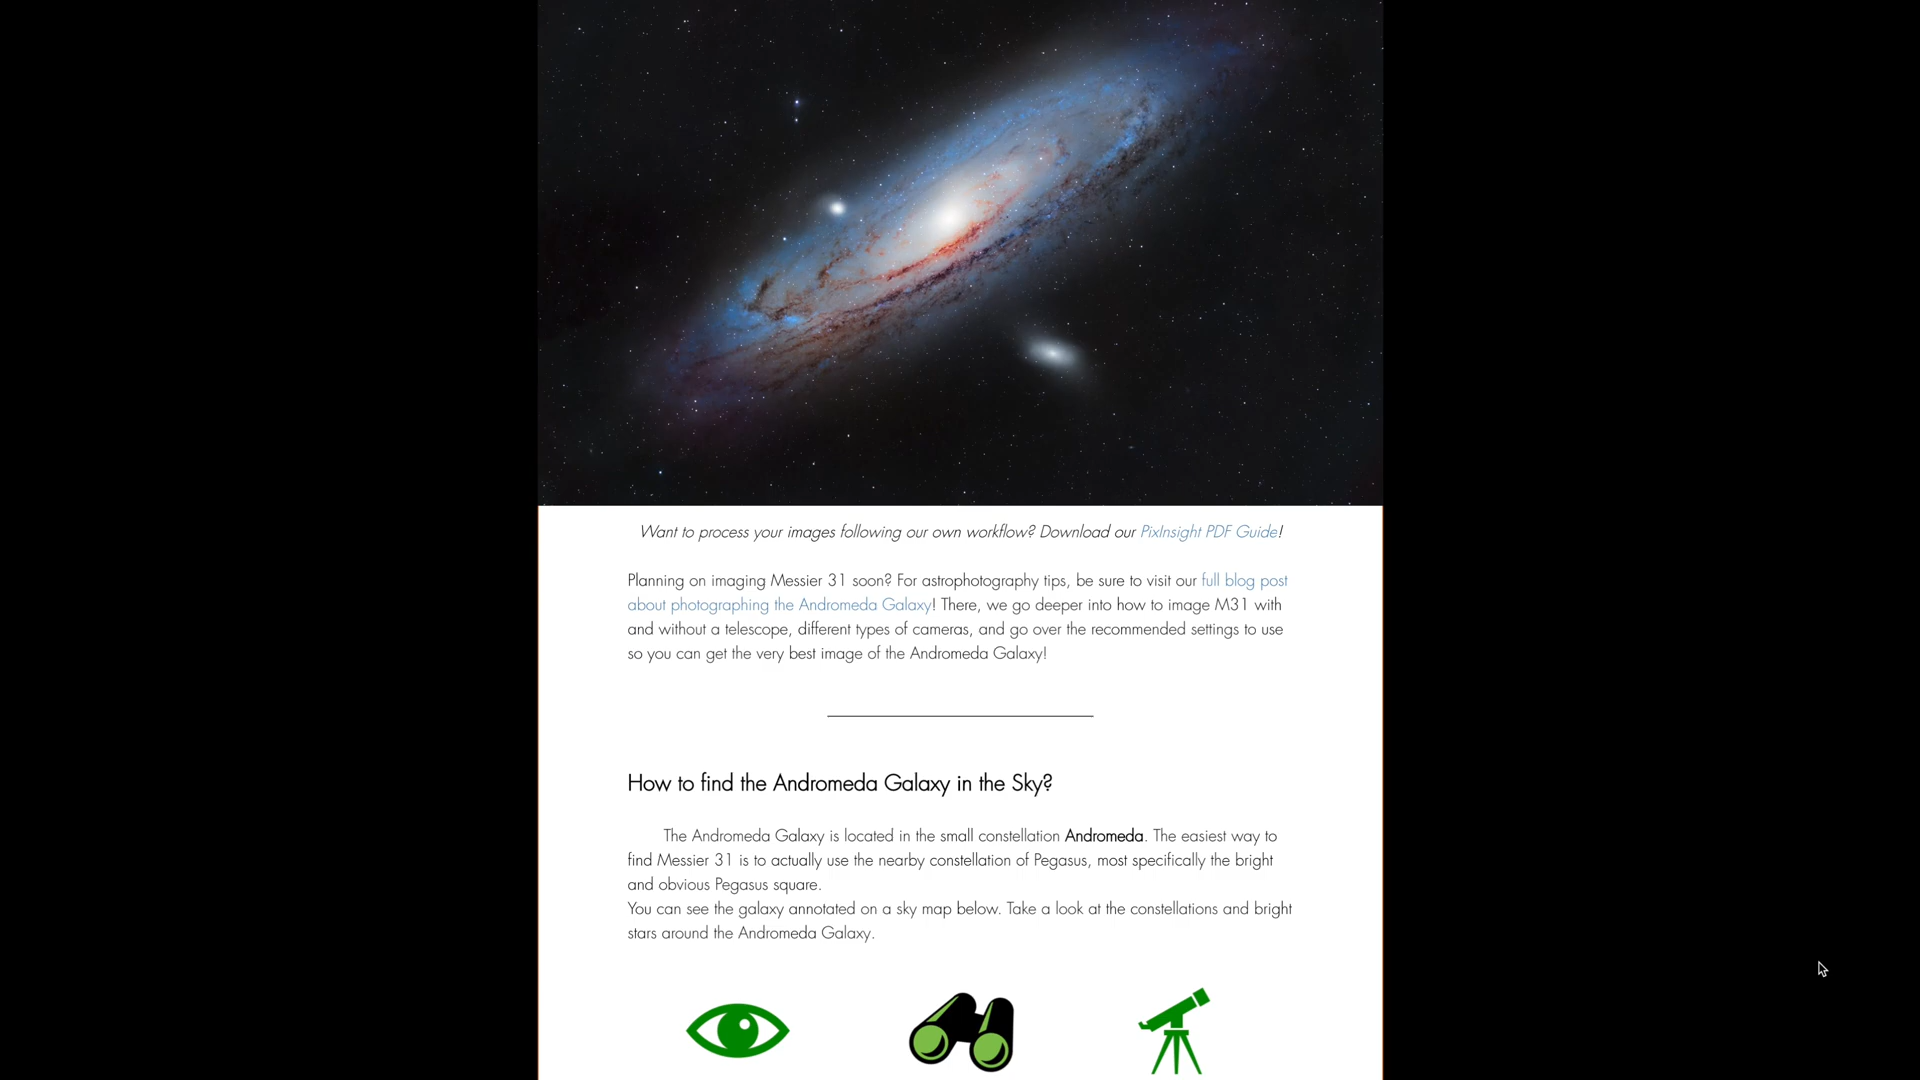 Want to process your images following our own workflow? Download our PixInsight PDF Guide!
Planning on imaging Messier 31 soon? For astrophotography tips, be sure to visit our full blog post
about photographing the Andromeda Galaxy! There, we go deeper into how to image M31 with
and without a telescope, different types of cameras, and go over the recommended settings to use
so you can get the very best image of the Andromeda Galaxy!
How to find the Andromeda Galaxy in the Sky?
The Andromeda Galaxy is located in the small constellation Andromeda. The easiest way to
find Messier 31 is to actually use the nearby constellation of Pegasus, most specifically the bright
and obvious Pegasus square.
You can see the galaxy annotated on a sky map below. Take a look at the constellations and bright
stars around the Andromeda Galaxy.